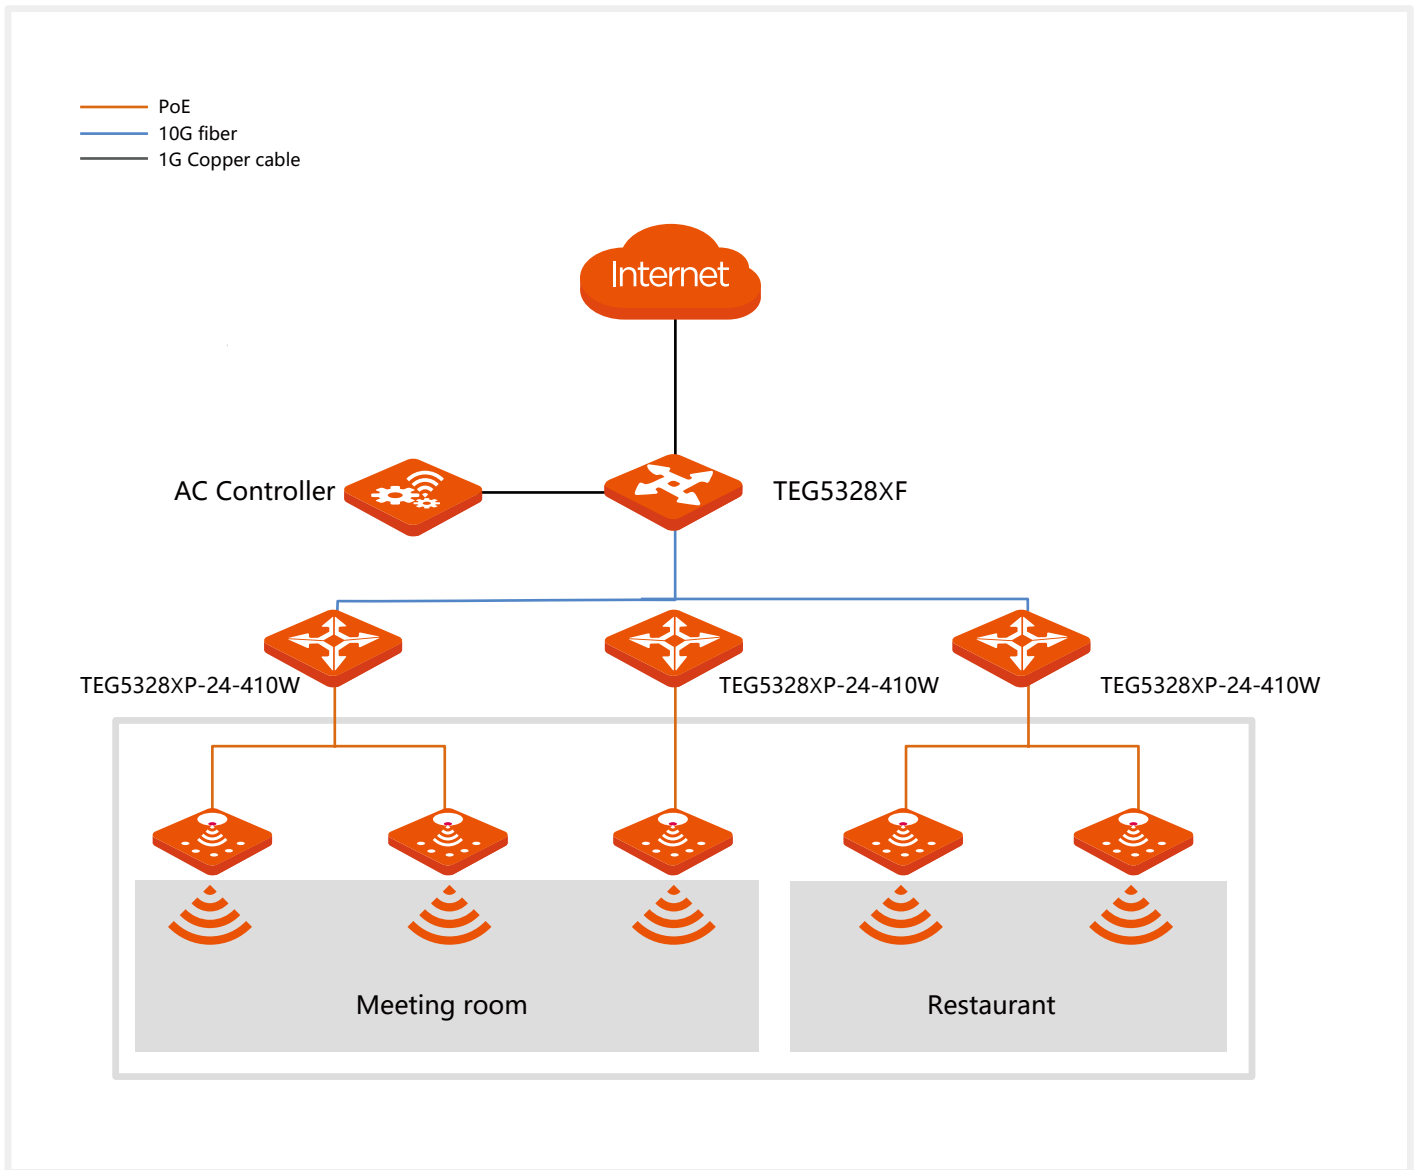 PoE
10G fiber
1G Copper cable
Internet
AC Controller
TEG5328XF
TEG5328XP-24-410W
TEG5328XP-24-410W
TEG5328XP-24-410W
Meeting room
Restaurant